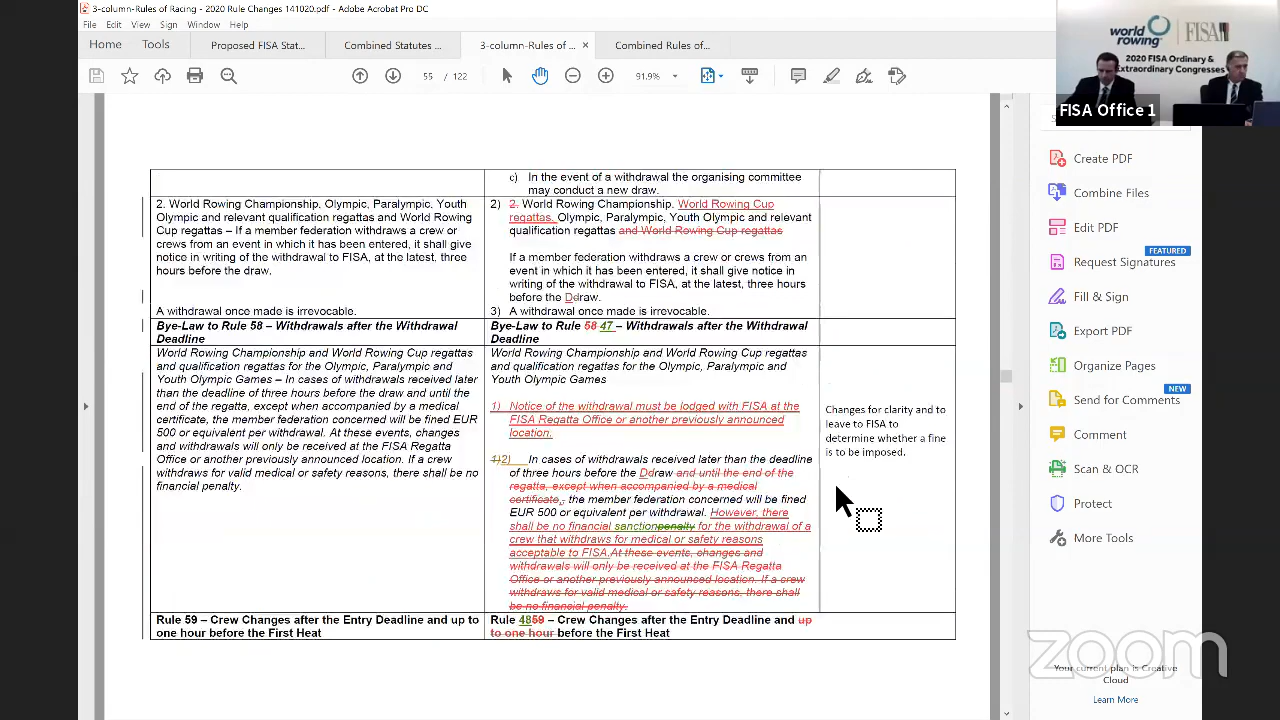 3-column-Rules of Racing - 2020 Rule Changes 141020.pdf - Adobe Acrobat Pro DC
File Edit View Sign Window Help
Home Tools Proposed FISA Stat... Combined Statutes ... 3-column-Rules of... × Combined Rules of...
55 / 122 91.9%
world rowing FISA
2020 FISA Ordinary &
Extraordinary Congresses
FISA Office 1
c) In the event of a withdrawal the organising committee
may conduct a new draw.
2. World Rowing Championship, Olympic, Paralympic, Youth
Olympic and relevant qualification regattas and World Rowing
Cup regattas – If a member federation withdraws a crew or
crews from an event in which it has been entered, it shall give
notice in writing of the withdrawal to FISA, at the latest, three
hours before the draw.
A withdrawal once made is irrevocable.
2) 2. World Rowing Championship, World Rowing Cup
regattas, Olympic, Paralympic, Youth Olympic and relevant
qualification regattas and World Rowing Cup regattas
If a member federation withdraws a crew or crews from an
event in which it has been entered, it shall give notice in
writing of the withdrawal to FISA, at the latest, three hours
before the Ddraw.
3) A withdrawal once made is irrevocable.
Bye-Law to Rule 58 – Withdrawals after the Withdrawal
Deadline
Bye-Law to Rule 58 47 – Withdrawals after the Withdrawal
Deadline
World Rowing Championship and World Rowing Cup regattas
and qualification regattas for the Olympic, Paralympic and
Youth Olympic Games – In cases of withdrawals received later
than the deadline of three hours before the draw and until the
end of the regatta, except when accompanied by a medical
certificate, the member federation concerned will be fined EUR
500 or equivalent per withdrawal. At these events, changes
and withdrawals will only be received at the FISA Regatta
Office or another previously announced location. If a crew
withdraws for valid medical or safety reasons, there shall be no
financial penalty.
World Rowing Championship and World Rowing Cup regattas
and qualification regattas for the Olympic, Paralympic and
Youth Olympic Games
1) Notice of the withdrawal must be lodged with FISA at the
FISA Regatta Office or another previously announced
location.
1)2) In cases of withdrawals received later than the deadline
of three hours before the Ddraw and until the end of the
regatta, except when accompanied by a medical
certificate,, the member federation concerned will be fined
EUR 500 or equivalent per withdrawal. However, there
shall be no financial sanctionpenalty for the withdrawal of a
crew that withdraws for medical or safety reasons
acceptable to FISA.At these events, changes and
withdrawals will only be received at the FISA Regatta
Office or another previously announced location. If a crew
withdraws for valid medical or safety reasons, there shall
be no financial penalty.
Changes for clarity and to
leave to FISA to
determine whether a fine
is to be imposed.
Rule 59 – Crew Changes after the Entry Deadline and up to
one hour before the First Heat
Rule 4859 – Crew Changes after the Entry Deadline and up
to one hour before the First Heat
Create PDF
Combine Files
Edit PDF
FEATURED
Request Signatures
Fill & Sign
Export PDF
Organize Pages
NEW
Send for Comments
Comment
Scan & OCR
Protect
More Tools
zoom
Your current plan is Creative
Cloud
Learn More